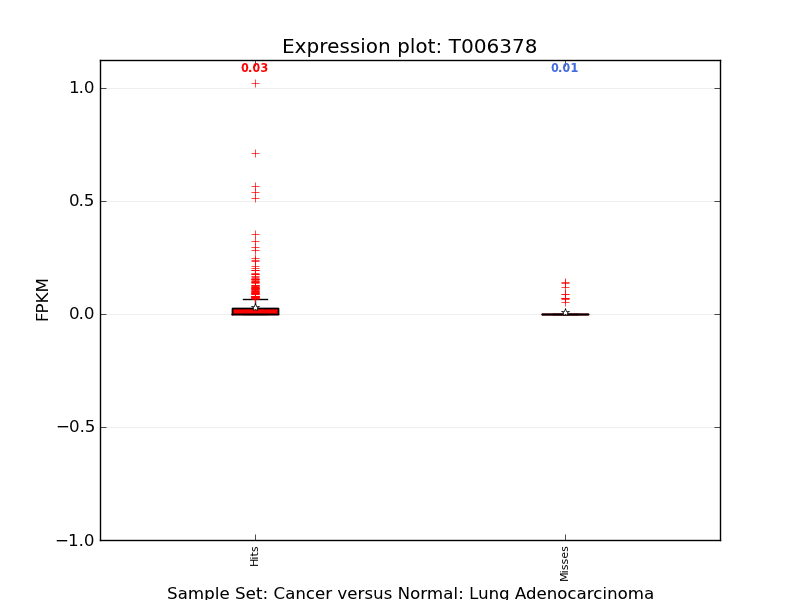 Expression plot: T006378
0.03
0.01
1.0
0.5
0.0
−0.5
−1.0
FPKM
Hits
Misses
Sample Set: Cancer versus Normal: Lung Adenocarcinoma